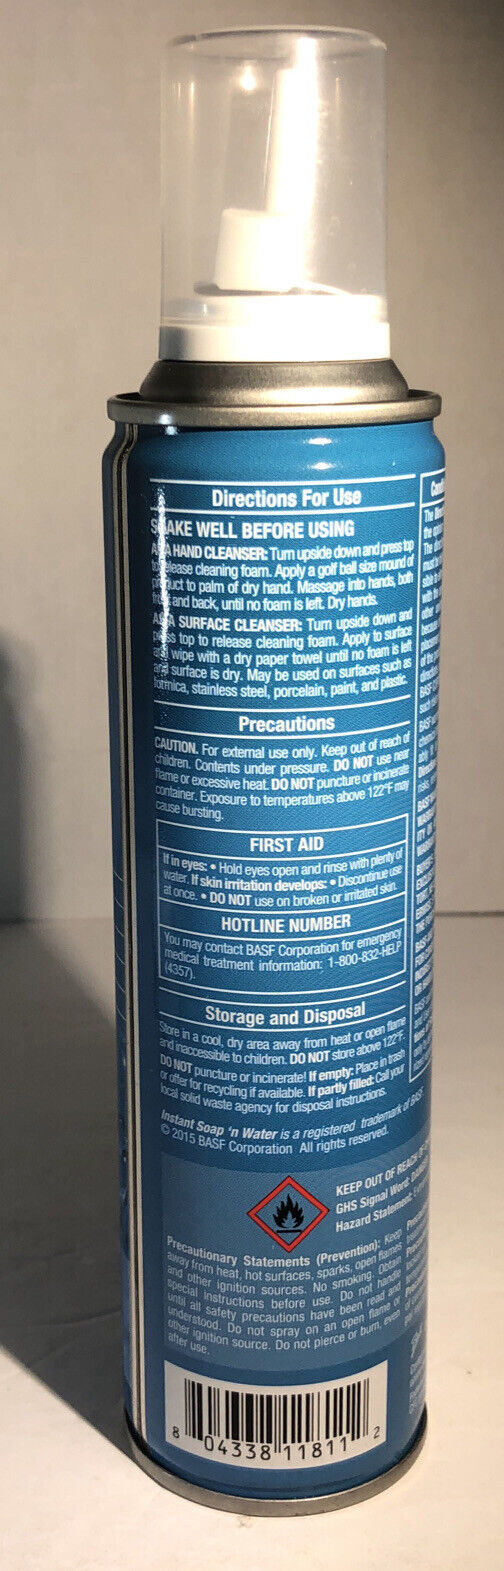 Directions For Use
SHAKE WELL BEFORE USING
AS A HAND CLEANSER: Turn upside down and press top
to release cleaning foam. Apply a golf ball size mound of
product to palm of dry hand. Massage into hands, both
front and back, until no foam is left. Dry hands.
AS A SURFACE CLEANSER: Turn upside down and
press top to release cleaning foam. Apply to surface
and wipe with a dry paper towel until no foam is left
and surface is dry. May be used on surfaces such as
formica, stainless steel, porcelain, paint, and plastic.
Precautions
CAUTION. For external use only. Keep out of reach of
children. Contents under pressure. DO NOT use near
flame or excessive heat. DO NOT puncture or incinerate
container. Exposure to temperatures above 122°F may
cause bursting.
FIRST AID
If in eyes: • Hold eyes open and rinse with plenty of
water. If skin irritation develops: • Discontinue use
at once. • DO NOT use on broken or irritated skin.
HOTLINE NUMBER
You may contact BASF Corporation for emergency
medical treatment information: 1-800-832-HELP
(4357).
Storage and Disposal
Store in a cool, dry area away from heat or open flame
and inaccessible to children. DO NOT store above 122°F.
DO NOT puncture or incinerate! If empty: Place in trash
or offer for recycling if available. If partly filled: Call your
local solid waste agency for disposal instructions.
Instant Soap 'n Water is a registered trademark of BASF.
© 2015 BASF Corporation All rights reserved.
KEEP OUT OF REACH OF
GHS Signal Word:
Hazard Statement:
Precautionary Statements (Prevention): Keep
away from heat, hot surfaces, sparks, open flames
and other ignition sources. No smoking. Obtain
special instructions before use. Do not handle
until all safety precautions have been read and
understood. Do not spray on an open flame or
other ignition source. Do not pierce or burn, even
after use.
8 04338 11811 2